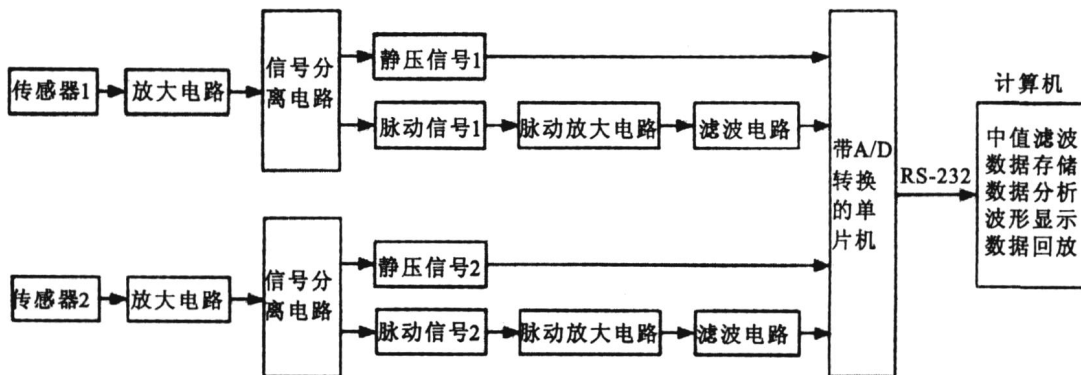 传感器1
放大电路
信号分
离电路
静压信号1
脉动信号1
脉动放大电路
滤波电路
传感器2
放大电路
信号分
离电路
静压信号2
脉动信号2
脉动放大电路
滤波电路
带A/D
转换
的单
片机
RS-232
计算机
中值滤波
数据存储
数据分析
波形显示
数据回放